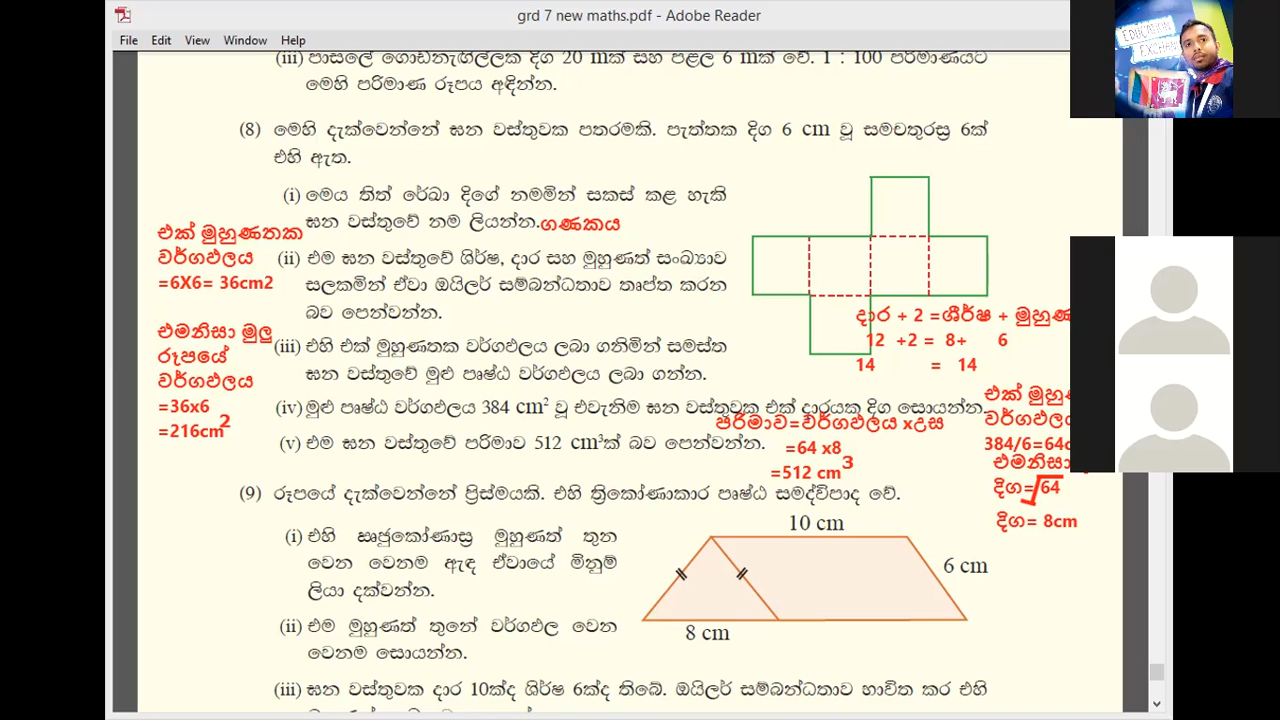 grd 7 new maths.pdf - Adobe Reader
File Edit View Window Help
(iii) පාසලේ ගොඩනැඟිල්ලක දිග 20 mක් සහ පළල 6 mක් වේ. 1 : 100 පරිමාණයට
මෙහි පරිමාණ රූපය අඳින්න.
(8) මෙහි දැක්වෙන්නේ ඝන වස්තුවක පතරමකි. පැත්තක දිග 6 cm වූ සමචතුරස්‍ර 6ක්
එහි ඇත.
(i) මෙය තිත් රේඛා දිගේ නමමින් සකස් කළ හැකි
ඝන වස්තුවේ නම ලියන්න.ගණකය
(ii) එම ඝන වස්තුවේ ශිර්ෂ, දාර සහ මුහුණත් සංඛ්‍යාව
සලකමින් ඒවා ඔයිලර් සම්බන්ධතාව තෘප්ත කරන
බව පෙන්වන්න.
(iii) එහි එක් මුහුණතක වර්ගඵලය ලබා ගනිමින් සමස්ත
ඝන වස්තුවේ මුළු පෘෂ්ඨ වර්ගඵලය ලබා ගන්න.
(iv) මුළු පෘෂ්ඨ වර්ගඵලය 384 cm² වූ එවැනිම ඝන වස්තුවක එක් දාරයක දිග සොයන්න.
(v) එම ඝන වස්තුවේ පරිමාව 512 cm³ක් බව පෙන්වන්න.
එක් මුහුණතක
වර්ගඵලය
=6X6= 36cm2
එමනිසා මුලු
රූපයේ
වර්ගඵලය
=36x6
=216cm2
දාර + 2 =ශීර්ෂ +
12 +2 = 8+ 6
14 = 14
එක්
384/6=64
එමනිසා
දිග=√64
දිග= 8cm
පරිමාව=වර්ගඵලය xඋස
=64 x8
=512 cm3
(9) රූපයේ දැක්වෙන්නේ ප්‍රිස්මයකි. එහි ත්‍රිකෝණාකාර පෘෂ්ඨ සමද්විපාද වේ.
(i) එහි ඍජුකෝණාස්‍ර මුහුණත් තුන
වෙන වෙනම ඇඳ ඒවායේ මිනුම්
ලියා දක්වන්න.
(ii) එම මුහුණත් තුනේ වර්ගඵල වෙන
වෙනම සොයන්න.
10 cm
6 cm
8 cm
(iii) ඝන වස්තුවක දාර 10ක්ද ශිර්ෂ 6ක්ද තිබේ. ඔයිලර් සම්බන්ධතාව භාවිත කර එහි
EDUCATION
EXCHANGE